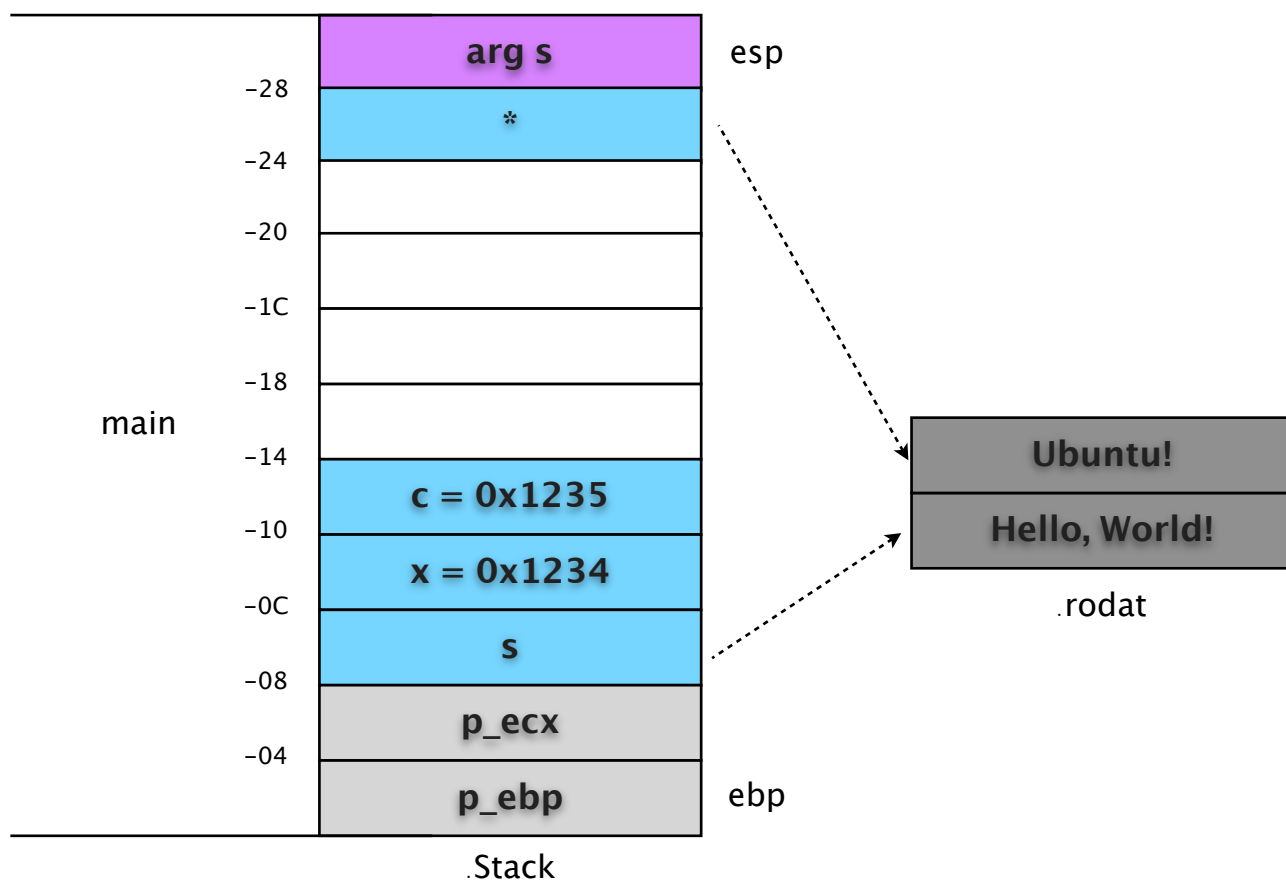 arg s
esp
-28
*
-24
-20
-1C
-18
main
-14
c = 0x1235
-10
x = 0x1234
-0C
s
-08
p_ecx
-04
p_ebp
ebp
.Stack
Ubuntu!
Hello, World!
.rodat